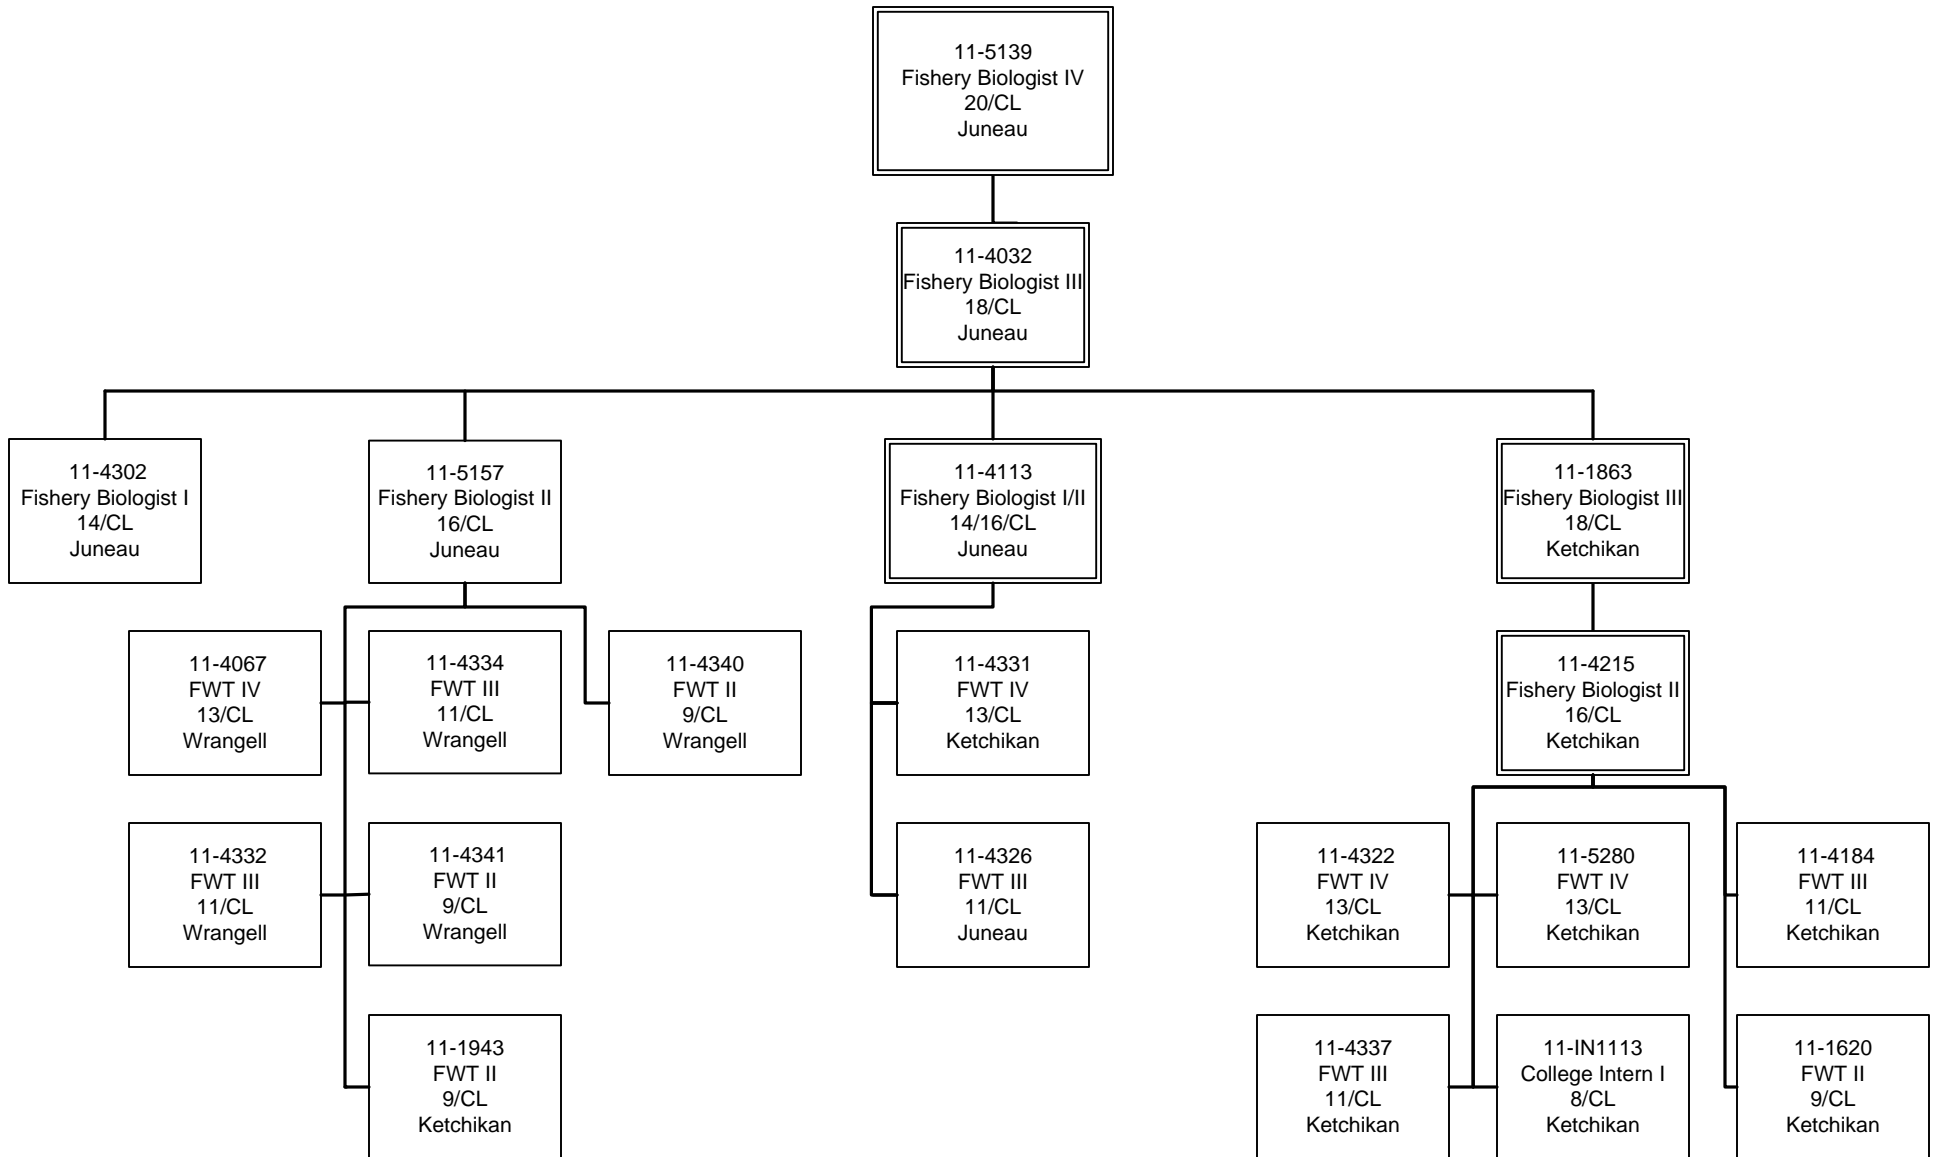 11-5139
Fishery Biologist IV
20/CL
Juneau
11-4032
Fishery Biologist III
18/CL
Juneau
11-4302
Fishery Biologist I
14/CL
Juneau
11-5157
Fishery Biologist II
16/CL
Juneau
11-4113
Fishery Biologist I/II
14/16/CL
Juneau
11-1863
Fishery Biologist III
18/CL
Ketchikan
11-4067
FWT IV
13/CL
Wrangell
11-4334
FWT III
11/CL
Wrangell
11-4340
FWT II
9/CL
Wrangell
11-4331
FWT IV
13/CL
Ketchikan
11-4215
Fishery Biologist II
16/CL
Ketchikan
11-4332
FWT III
11/CL
Wrangell
11-4341
FWT II
9/CL
Wrangell
11-4326
FWT III
11/CL
Juneau
11-4322
FWT IV
13/CL
Ketchikan
11-5280
FWT IV
13/CL
Ketchikan
11-4184
FWT III
11/CL
Ketchikan
11-1943
FWT II
9/CL
Ketchikan
11-4337
FWT III
11/CL
Ketchikan
11-IN1113
College Intern I
8/CL
Ketchikan
11-1620
FWT II
9/CL
Ketchikan